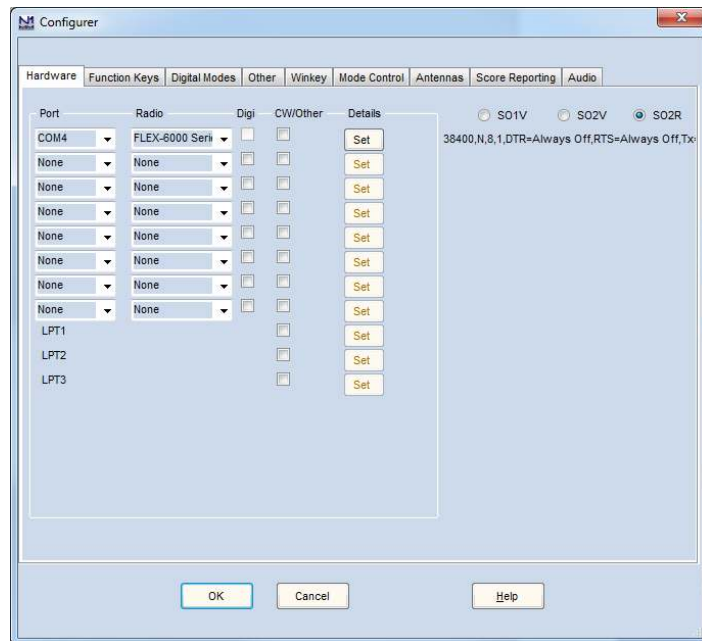 Configurer
Hardware Function Keys Digital Modes Other Winkey Mode Control Antennas Score Reporting Audio
Port Radio Digi CW/Other Details SO1V SO2V SO2R
COM4 FLEX-6000 Seri Set 38400,N,8,1,DTR=Always Off,RTS=Always Off,Tx
None None Set
None None Set
None None Set
None None Set
None None Set
None None Set
None None Set
LPT1 Set
LPT2 Set
LPT3 Set
OK Cancel Help